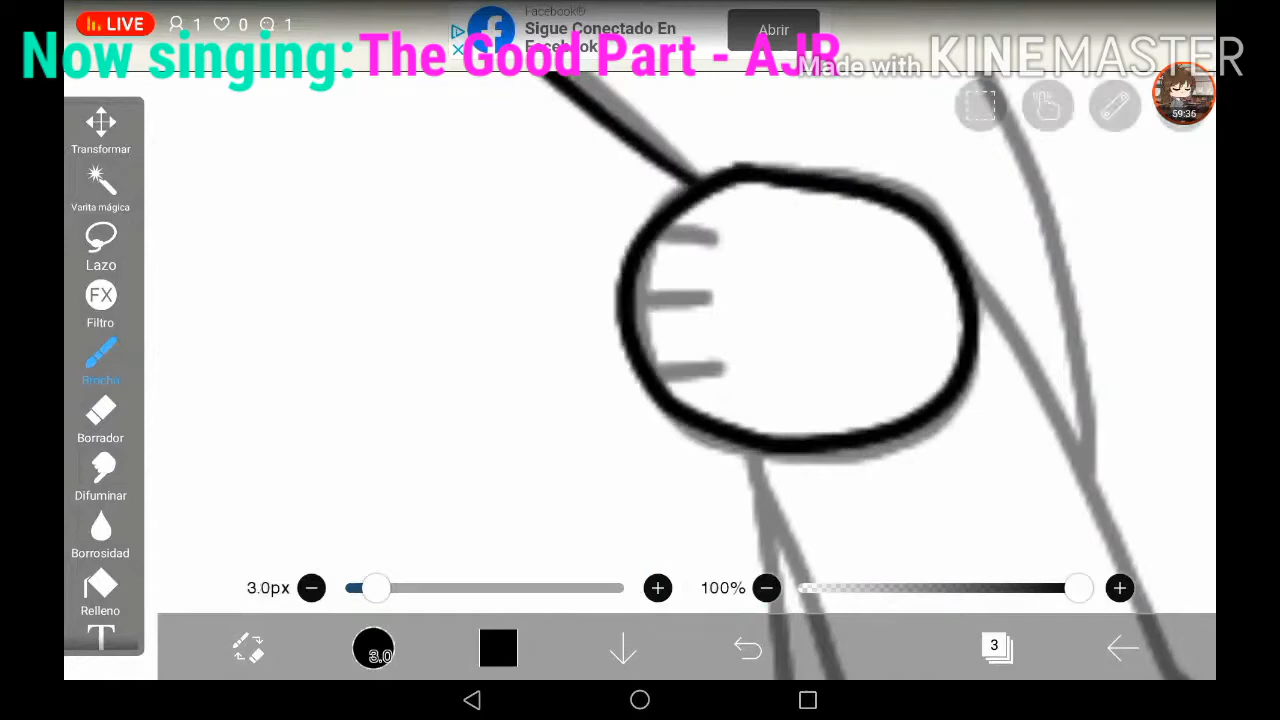 LIVE 1 0 1
Facebook®
Sigue Conectado En
Facebook
Abrir
Now singing:The Good Part - AJR
Made with KINEMASTER
59:36
Transformar
Varita mágica
Lazo
FX
Filtro
Brocha
Borrador
Difuminar
Borrosidad
Relleno
T
3.0px
100%
3.0
3